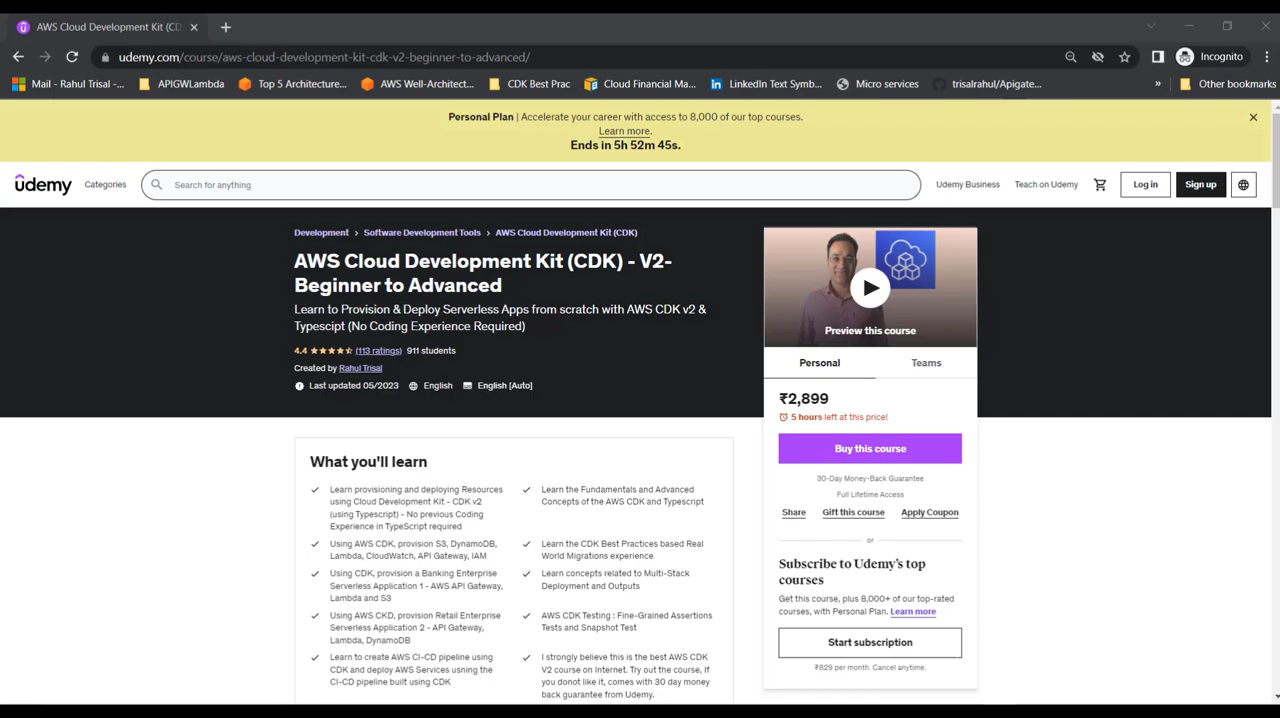 AWS Cloud Development Kit (CD
udemy.com/course/aws-cloud-development-kit-cdk-v2-beginner-to-advanced/
Incognito
Mail - Rahul Trisal -...
APIGWLambda
Top 5 Architecture...
AWS Well-Architect...
CDK Best Prac
Cloud Financial Ma...
LinkedIn Text Symb...
Micro services
trisalrahul/Apigate...
»
Other bookmarks
Personal Plan | Accelerate your career with access to 8,000 of our top courses.
Learn more.
Ends in 5h 52m 45s.
udemy
Categories
Search for anything
Udemy Business
Teach on Udemy
Log in
Sign up
Development > Software Development Tools > AWS Cloud Development Kit (CDK)
AWS Cloud Development Kit (CDK) - V2-
Beginner to Advanced
Learn to Provision & Deploy Serverless Apps from scratch with AWS CDK v2 &
Typescipt (No Coding Experience Required)
4.4 (113 ratings) 911 students
Created by Rahul Trisal
Last updated 05/2023 English English [Auto]
Preview this course
Personal
Teams
₹2,899
5 hours left at this price!
Buy this course
30-Day Money-Back Guarantee
Full Lifetime Access
Share
Gift this course
Apply Coupon
or
Subscribe to Udemy's top
courses
Get this course, plus 8,000+ of our top-rated
courses, with Personal Plan. Learn more
Start subscription
₹829 per month. Cancel anytime.
What you'll learn
Learn provisioning and deploying Resources
using Cloud Development Kit - CDK v2
(using Typescript) - No previous Coding
Experience in TypeScript required
Using AWS CDK, provision S3, DynamoDB,
Lambda, CloudWatch, API Gateway, IAM
Using CDK, provision a Banking Enterprise
Serverless Application 1 - AWS API Gateway,
Lambda and S3
Using AWS CKD, provision Retail Enterprise
Serverless Application 2 - API Gateway,
Lambda, DynamoDB
Learn to create AWS CI-CD pipeline using
CDK and deploy AWS Services usning the
CI-CD pipeline built using CDK
Learn the Fundamentals and Advanced
Concepts of the AWS CDK and Typescript
Learn the CDK Best Practices based Real
World Migrations experience
Learn concepts related to Multi-Stack
Deployment and Outputs
AWS CDK Testing : Fine-Grained Assertions
Tests and Snapshot Test
I strongly believe this is the best AWS CDK
V2 course on Internet. Try out the course, If
you donot like it, comes with 30 day money
back guarantee from Udemy.